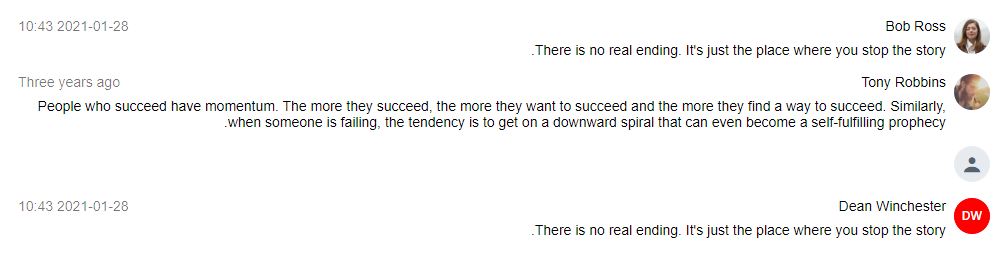 Bob Ross
10:43 2021-01-28
.There is no real ending. It's just the place where you stop the story
Tony Robbins
Three years ago
People who succeed have momentum. The more they succeed, the more they want to succeed and the more they find a way to succeed. Similarly,
.when someone is failing, the tendency is to get on a downward spiral that can even become a self-fulfilling prophecy
Dean Winchester
10:43 2021-01-28
DW
.There is no real ending. It's just the place where you stop the story